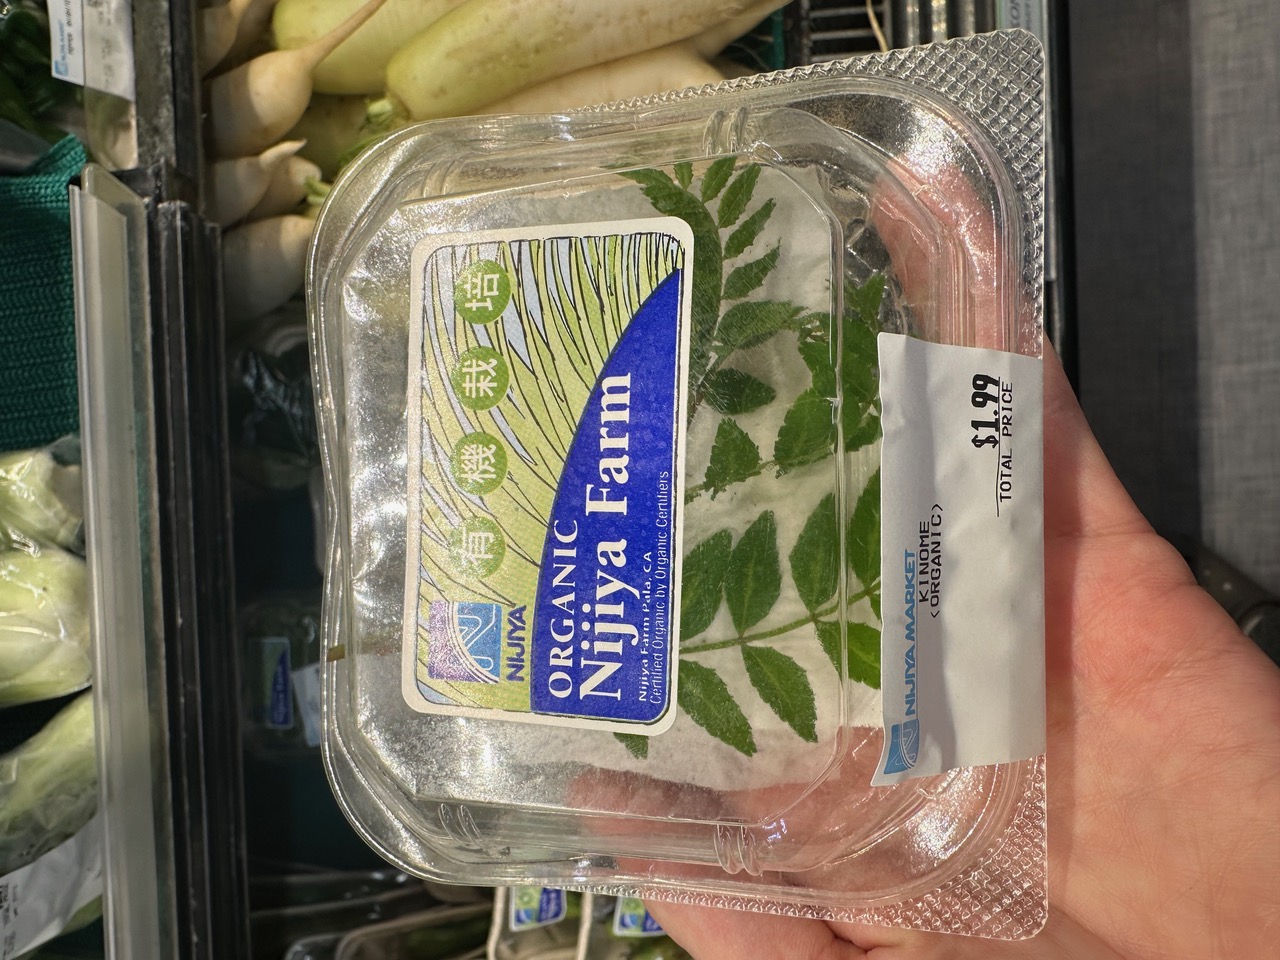 有機栽培
NIJIYA
ORGANIC
Nijiya Farm
Nijiya Farm Pala, CA
Certified Organic by Organic Certifiers
NIJIYA MARKET
KINOME
<ORGANIC>
$1.99
TOTAL PRICE